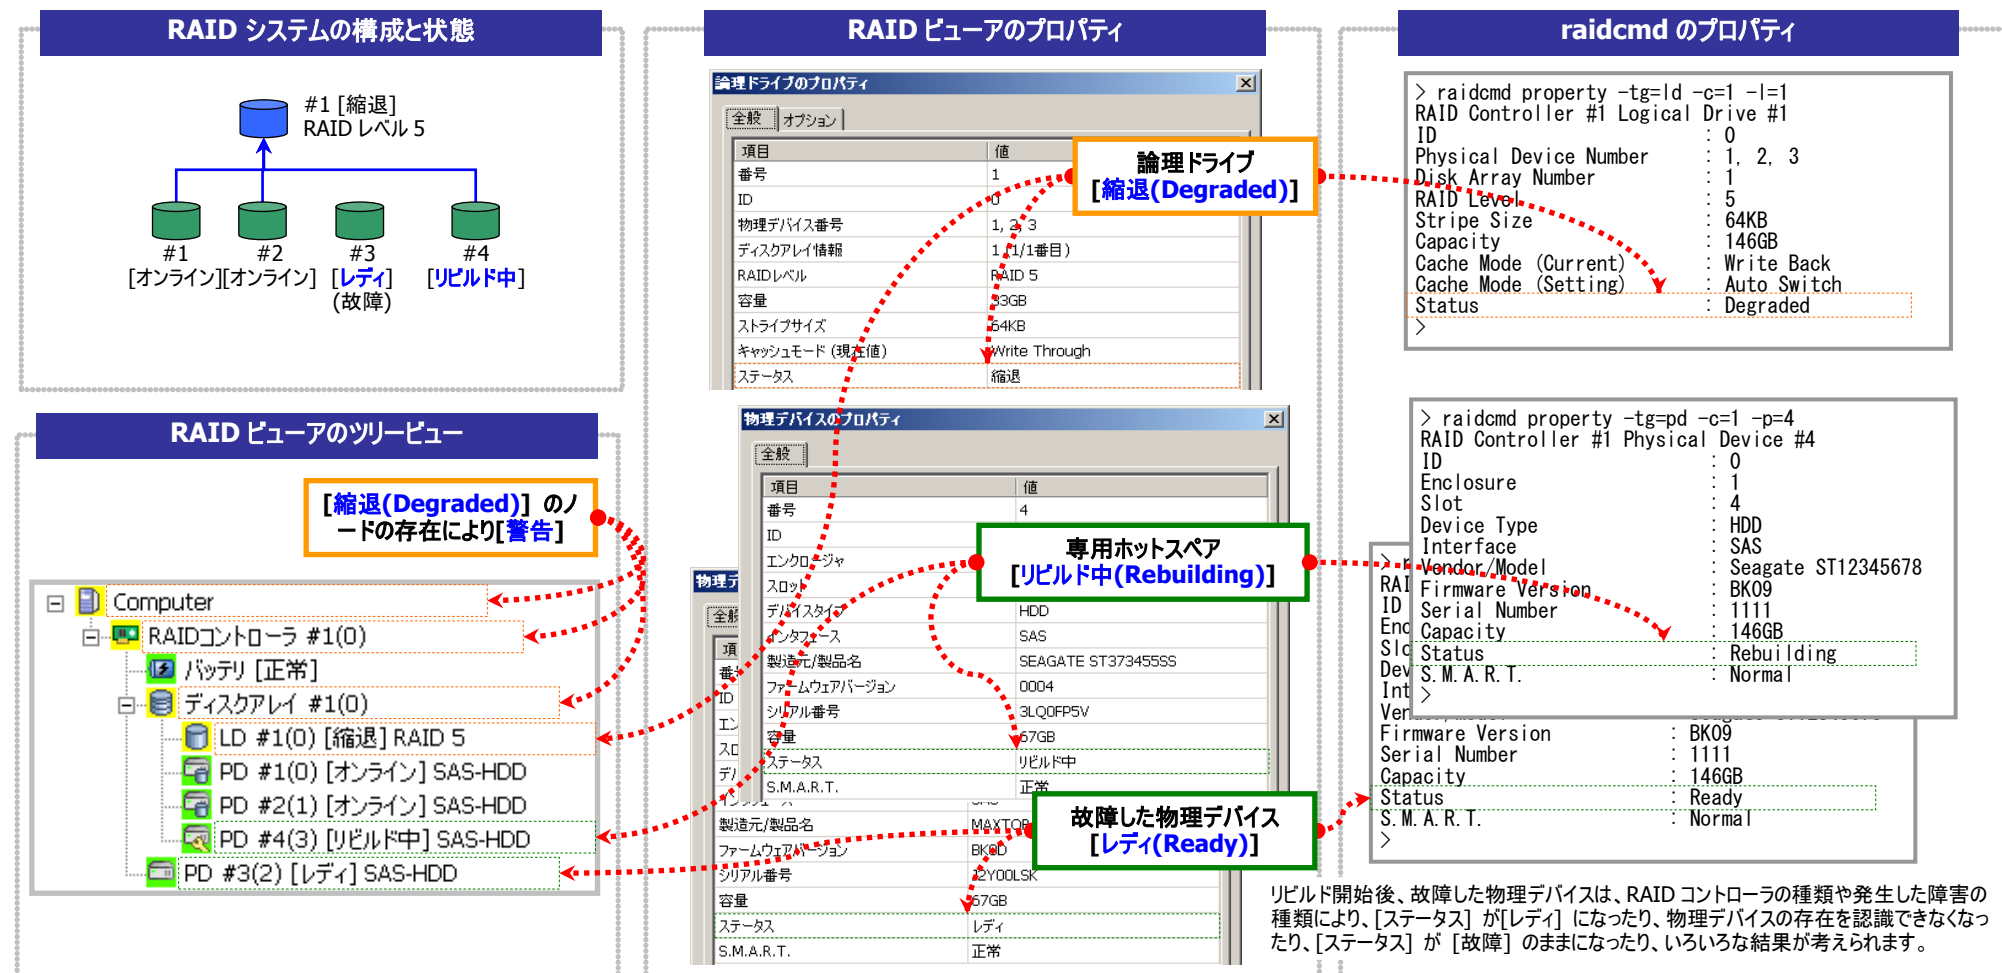 RAID システムの構成と状態
#1 [縮退]
RAID レベル 5
#1
[オンライン]
#2
[オンライン]
#3
[レディ]
(故障)
#4
[リビルド中]
RAID ビューアのツリービュー
[縮退(Degraded)] のノ
ードの存在により[警告]
Computer
RAIDコントローラ #1(0)
バッテリ [正常]
ディスクアレイ #1(0)
LD #1(0) [縮退] RAID 5
PD #1(0) [オンライン] SAS-HDD
PD #2(1) [オンライン] SAS-HDD
PD #4(3) [リビルド中] SAS-HDD
PD #3(2) [レディ] SAS-HDD
RAID ビューアのプロパティ
論理ドライブのプロパティ
全般 オプション
項目 値
番号 1
ID 0
物理デバイス番号 1, 2, 3
ディスクアレイ情報 1 (1/1番目)
RAIDレベル RAID 5
容量 33GB
ストライプサイズ 64KB
キャッシュモード (現在値) Write Through
ステータス 縮退
論理ドライブ
[縮退(Degraded)]
物理デバイスのプロパティ
全般
項目 値
番号 4
ID
エンクロージャ
スロット
デバイスタイプ HDD
インタフェース SAS
製造元/製品名 SEAGATE ST373455SS
ファームウェアバージョン 0004
シリアル番号 3LQ0FP5V
容量 67GB
ステータス リビルド中
S.M.A.R.T. 正常
専用ホットスペア
[リビルド中(Rebuilding)]
製造元/製品名 MAXTOR
ファームウェアバージョン
シリアル番号 J2Y00LSK
容量 67GB
ステータス レディ
S.M.A.R.T. 正常
故障した物理デバイス
[レディ(Ready)]
raidcmd のプロパティ
> raidcmd property -tg=ld -c=1 -l=1
RAID Controller #1 Logical Drive #1
ID : 0
Physical Device Number : 1, 2, 3
Disk Array Number : 1
RAID Level : 5
Stripe Size : 64KB
Capacity : 146GB
Cache Mode (Current) : Write Back
Cache Mode (Setting) : Auto Switch
Status : Degraded
>
> raidcmd property -tg=pd -c=1 -p=4
RAID Controller #1 Physical Device #4
ID : 0
Enclosure : 1
Slot : 4
Device Type : HDD
Interface : SAS
Vendor/Model : Seagate ST12345678
Firmware Version : BK09
Serial Number : 1111
Capacity : 146GB
Status : Rebuilding
S.M.A.R.T. : Normal
>
Firmware Version : BK09
Serial Number : 1111
Capacity : 146GB
Status : Ready
S.M.A.R.T. : Normal
>
リビルド開始後、故障した物理デバイスは、RAID コントローラの種類や発生した障害の
種類により、[ステータス] が[レディ] になったり、物理デバイスの存在を認識できなくなっ
たり、[ステータス] が [故障] のままになったり、いろいろな結果が考えられます。